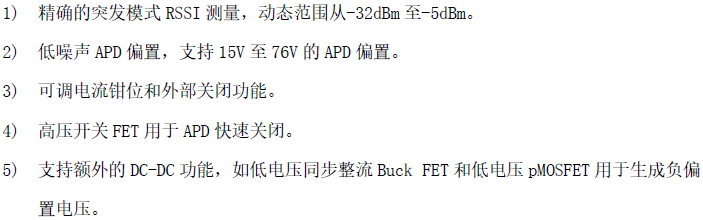 1) 精确的突发模式 RSSI 测量，动态范围从-32dBm 至-5dBm。
2) 低噪声 APD 偏置，支持 15V 至 76V 的 APD 偏置。
3) 可调电流钳位和外部关闭功能。
4) 高压开关 FET 用于 APD 快速关闭。
5) 支持额外的 DC-DC 功能，如低电压同步整流 Buck FET 和低电压 pMOSFET 用于生成负偏
置电压。